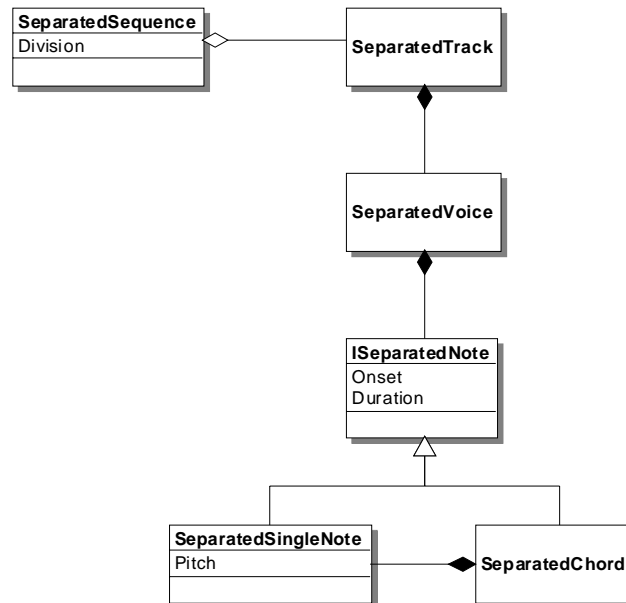 SeparatedSequence
Division
SeparatedTrack
SeparatedVoice
ISeparatedNote
Onset
Duration
SeparatedSingleNote
Pitch
SeparatedChord